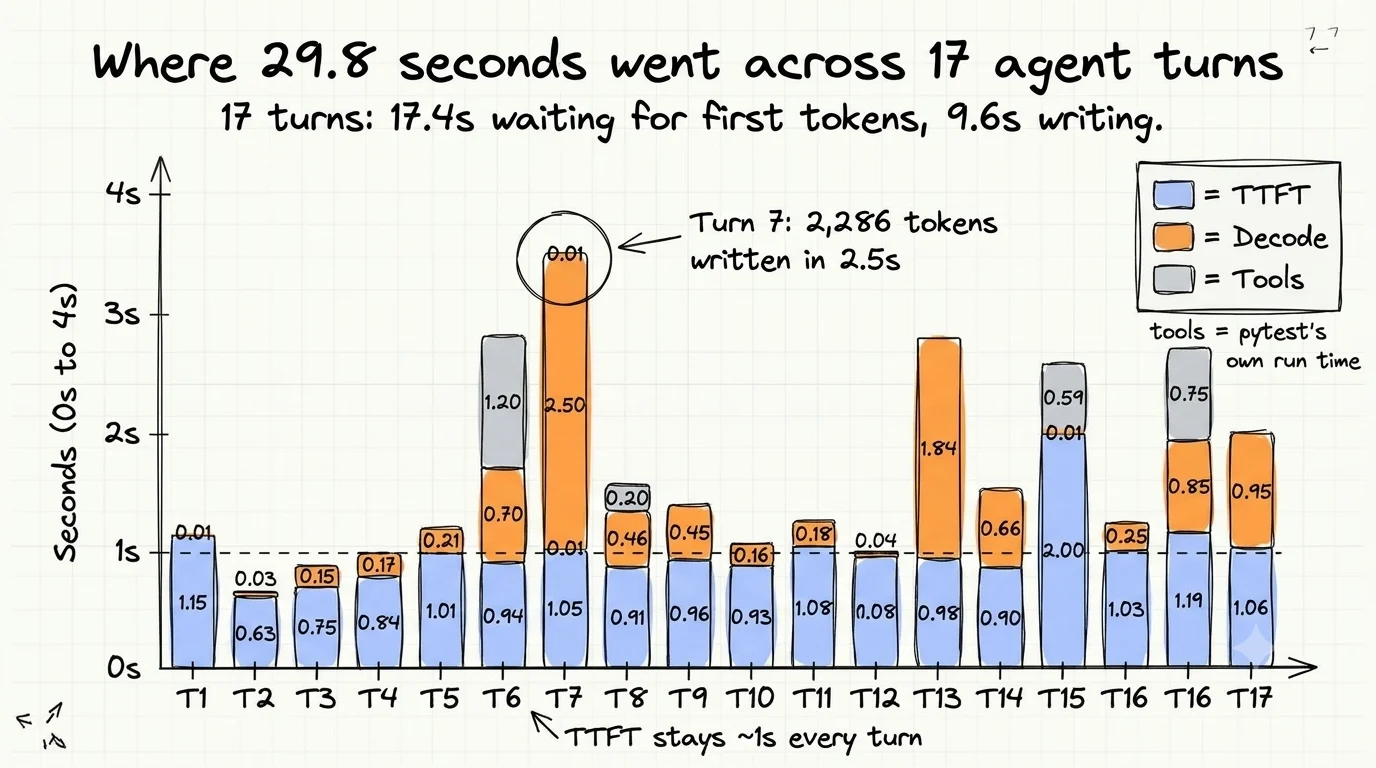 Where 29.8 seconds went across 17 agent turns
17 turns: 17.4s waiting for first tokens, 9.6s writing.
Seconds (0s to 4s)
4s
3s
2s
1s
0s
Turn 7: 2,286 tokens
written in 2.5s
= TTFT
= Decode
= Tools
tools = pytest's
own run time
0.01
1.15
0.03
0.63
0.15
0.75
0.17
0.84
0.21
1.01
1.20
0.70
0.94
0.01
2.50
0.01
1.05
0.20
0.46
0.91
0.45
0.96
0.16
0.93
0.18
1.08
0.04
0.08
1.84
0.98
0.66
0.90
0.59
0.01
2.00
0.25
1.03
0.75
0.85
1.19
0.95
1.06
T1 T2 T3 T4 T5 T6 T7 T8 T9 T10 T11 T12 T13 T14 T15 T16 T16 T17
TTFT stays ~1s every turn